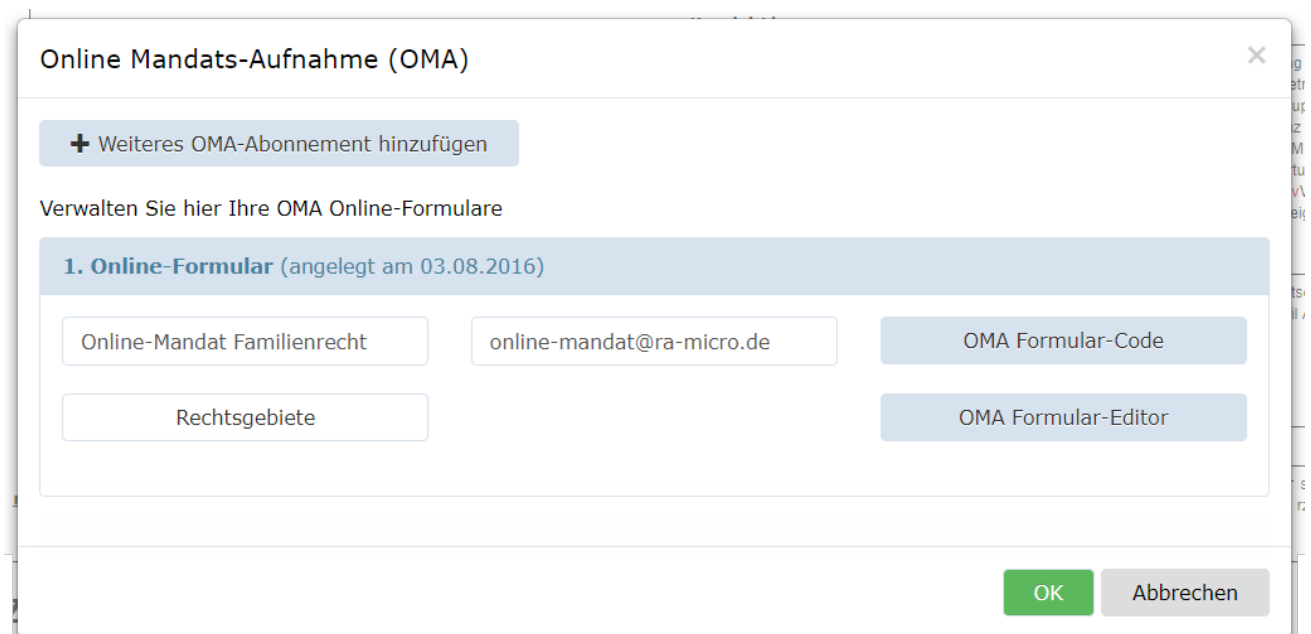 Online Mandats-Aufnahme (OMA)
×
+ Weiteres OMA-Abonnement hinzufügen
Verwalten Sie hier Ihre OMA Online-Formulare
1. Online-Formular (angelegt am 03.08.2016)
Online-Mandat Familienrecht
online-mandat@ra-micro.de
OMA Formular-Code
Rechtsgebiete
OMA Formular-Editor
OK
Abbrechen